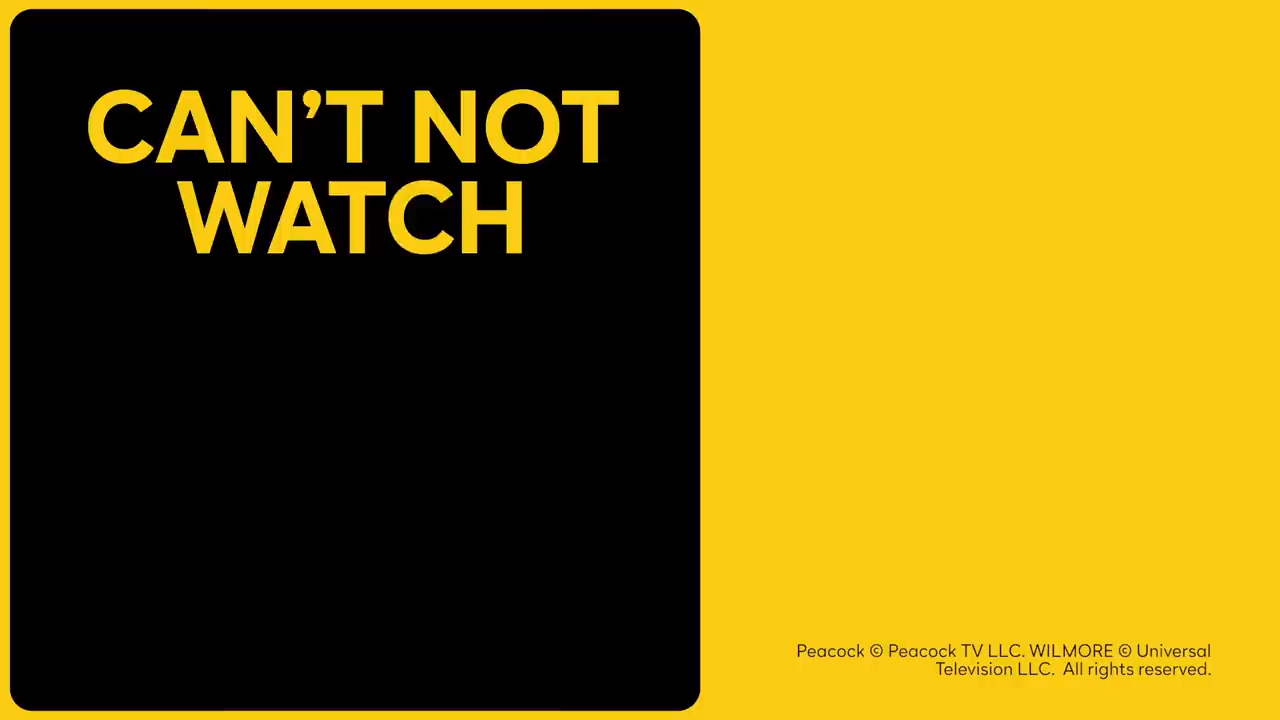 CAN’T NOT
WATCH
Peacock © Peacock TV LLC. WILMORE © Universal
Television LLC.  All rights reserved.